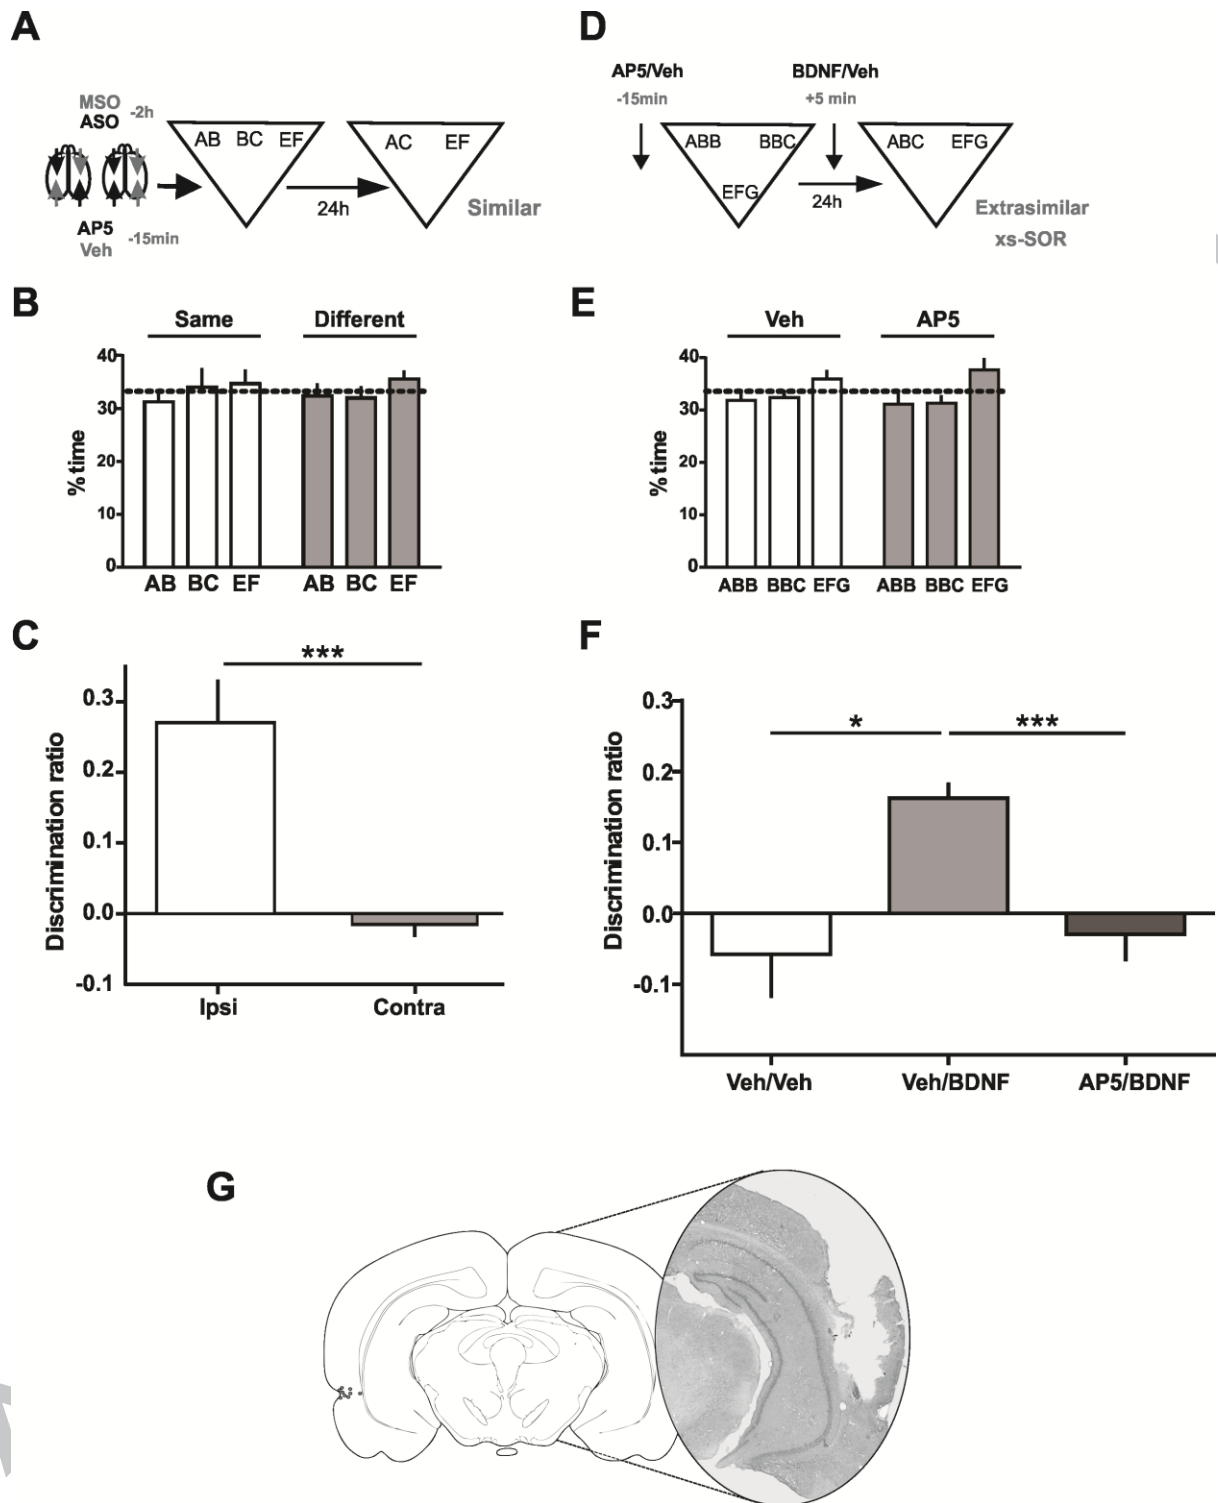 A
MSO
ASO
-2h
AP5
Veh
-15min
AB BC EF
24h
AC EF
Similar
D
AP5/Veh
-15min
BDNF/Veh
+5 min
ABB BBC
EFG
24h
ABC EFG
Extrasimilar
xs-SOR
B
Same Different
% time
40
30
20
10
0
AB BC EF AB BC EF
E
Veh AP5
% time
40
30
20
10
0
ABB BBC EFG ABB BBC EFG
C
***
Discrimination ratio
0.3
0.2
0.1
0.0
-0.1
Ipsi Contra
F
* ***
Discrimination ratio
0.3
0.2
0.1
0.0
-0.1
Veh/Veh Veh/BDNF AP5/BDNF
G